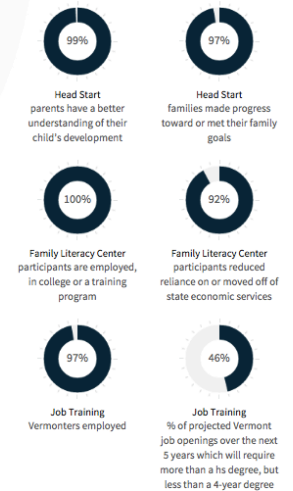 99%
97%
Head Start
parents have a better
understanding of their
child's development
Head Start
families made progress
toward or met their family
goals
100%
92%
Family Literacy Center
participants are employed,
in college or a training
program
Family Literacy Center
participants reduced
reliance on or moved off of
state economic services
97%
46%
Job Training
Vermonters employed
Job Training
% of projected Vermont
job openings over the next
5 years which will require
more than a hs degree, but
less than a 4-year degree